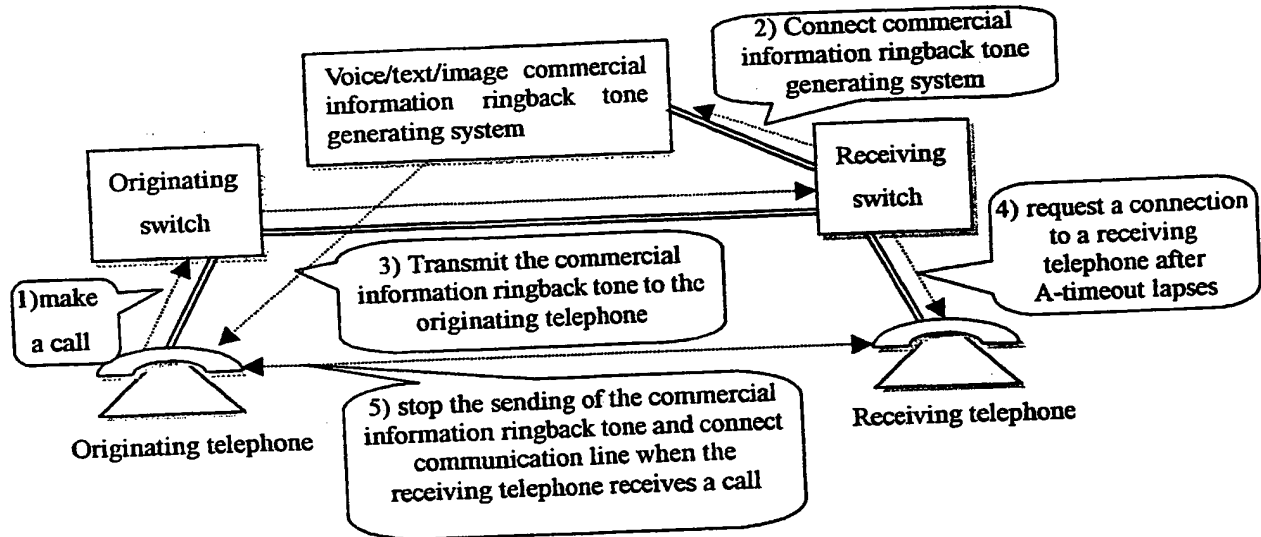 2) Connect commercial
information ringback tone
generating system
Voice/text/image commercial
information ringback tone
generating system
Originating
switch
Receiving
switch
4) request a connection
to a receiving
telephone after
A-timeout lapses
3) Transmit the commercial
information ringback tone to the
originating telephone
1)make
a call
5) stop the sending of the commercial
information ringback tone and connect
communication line when the
receiving telephone receives a call
Originating telephone
Receiving telephone